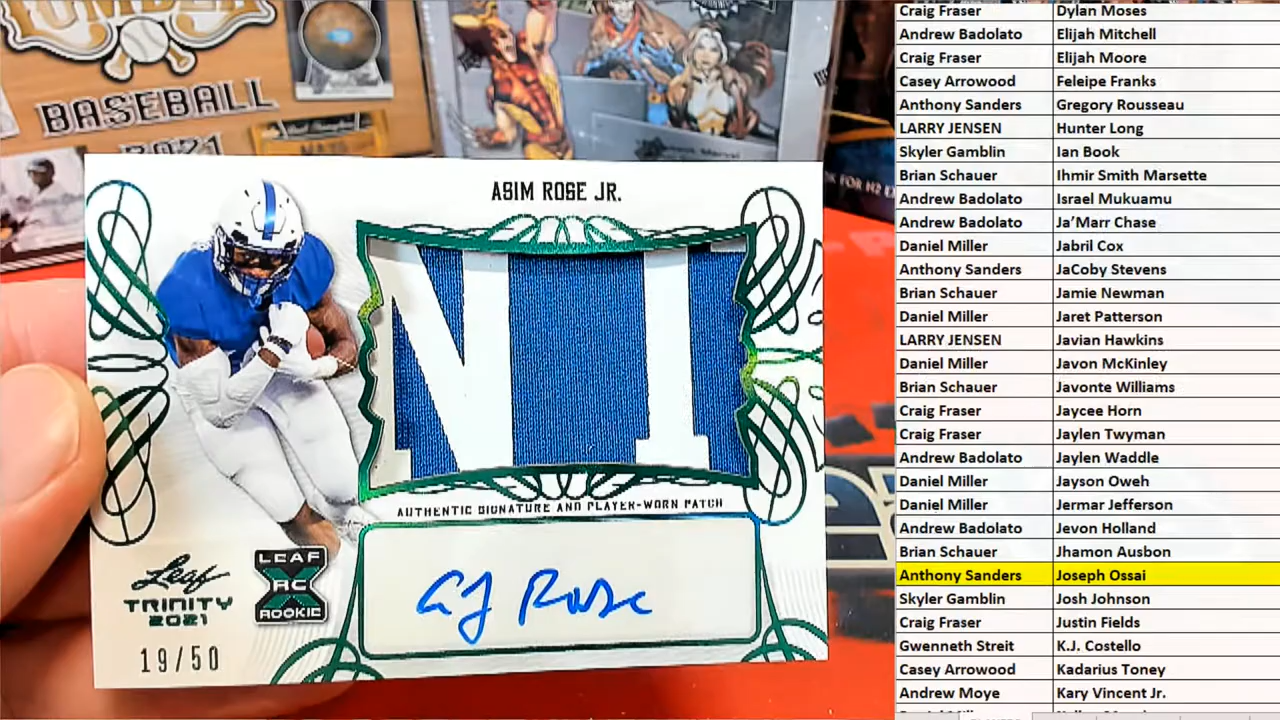 BASEBALL
2021
ASIM ROSE JR.
NI
AUTHENTIC SIGNATURE AND PLAYER-WORN PATCH
AJ Rose
Leaf
TRINITY
2021
19/50
LEAF
RC
ROOKIE
Craig Fraser Dylan Moses
Andrew Badolato Elijah Mitchell
Craig Fraser Elijah Moore
Casey Arrowood Feleipe Franks
Anthony Sanders Gregory Rousseau
LARRY JENSEN Hunter Long
Skyler Gamblin Ian Book
Brian Schauer Ihmir Smith Marsette
Andrew Badolato Israel Mukuamu
Andrew Badolato Ja’Marr Chase
Daniel Miller Jabril Cox
Anthony Sanders JaCoby Stevens
Brian Schauer Jamie Newman
Daniel Miller Jaret Patterson
LARRY JENSEN Javian Hawkins
Daniel Miller Javon McKinley
Brian Schauer Javonte Williams
Craig Fraser Jaycee Horn
Craig Fraser Jaylen Twyman
Andrew Badolato Jaylen Waddle
Daniel Miller Jayson Oweh
Daniel Miller Jermar Jefferson
Andrew Badolato Jevon Holland
Brian Schauer Jhamon Ausbon
Anthony Sanders Joseph Ossai
Skyler Gamblin Josh Johnson
Craig Fraser Justin Fields
Gwenneth Streit K.J. Costello
Casey Arrowood Kadarius Toney
Andrew Moye Kary Vincent Jr.